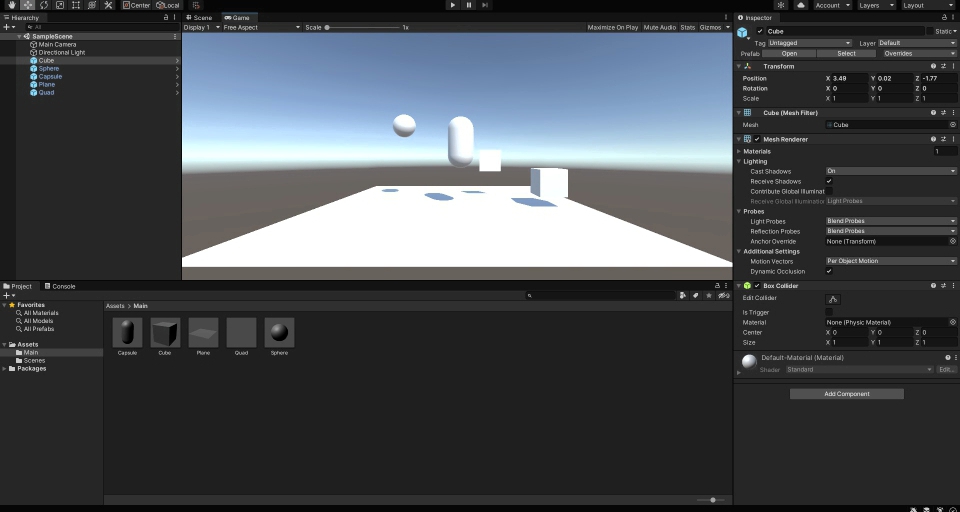 Center Local Account Layers Layout
Hierarchy
All
SampleScene
Main Camera
Directional Light
Cube
Sphere
Capsule
Plane
Quad
Scene Game
Display 1 Free Aspect Scale 1x Maximize On Play Mute Audio Stats Gizmos
Project Console
Favorites
All Materials
All Models
All Prefabs
Assets
Main
Scenes
Packages
Assets > Main
Capsule Cube Plane Quad Sphere
Inspector
Cube Static
Tag Untagged Layer Default
Prefab Open Select Overrides
Transform
Position X 3.49 Y 0.02 Z -1.77
Rotation X 0 Y 0 Z 0
Scale X 1 Y 1 Z 1
Cube (Mesh Filter)
Mesh Cube
Mesh Renderer
Materials 1
Lighting
Cast Shadows On
Receive Shadows
Contribute Global Illuminat
Receive Global Illuminatio Light Probes
Probes
Light Probes Blend Probes
Reflection Probes Blend Probes
Anchor Override None (Transform)
Additional Settings
Motion Vectors Per Object Motion
Dynamic Occlusion
Box Collider
Edit Collider
Is Trigger
Material None (Physic Material)
Center X 0 Y 0 Z 0
Size X 1 Y 1 Z 1
Default-Material (Material)
Shader Standard Edit...
Add Component